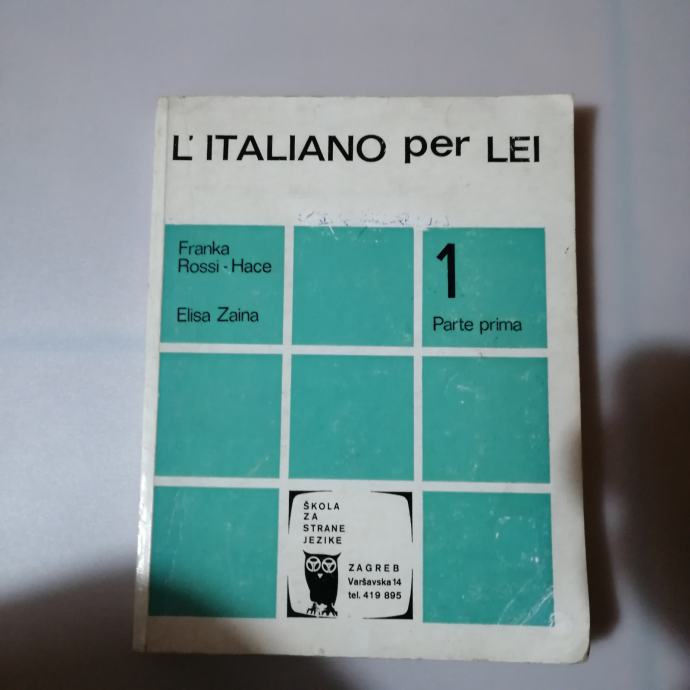 L'ITALIANO per LEI
Franka
Rossi - Hace
Elisa Zaina
1
Parte prima
ŠKOLA
ZA
STRANE
JEZIKE
ZAGREB
Varšavska 14
tel. 419 895